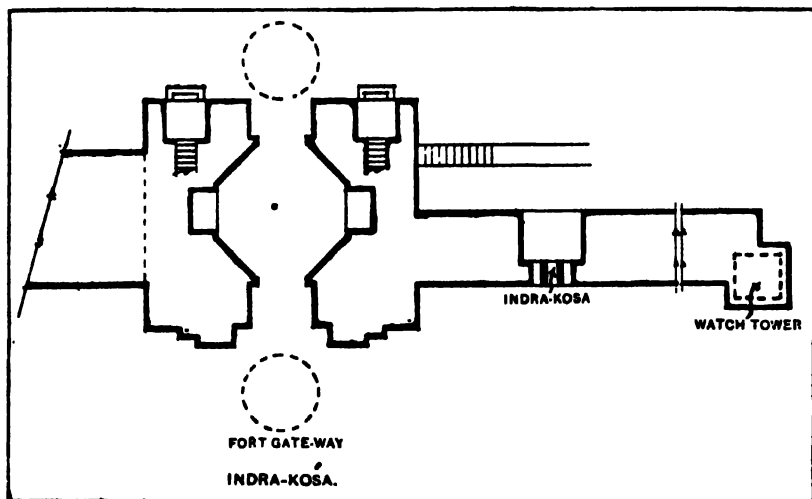 INDRA-KOSA
WATCH TOWER
FORT GATE-WAY
INDRA-KOŚA.